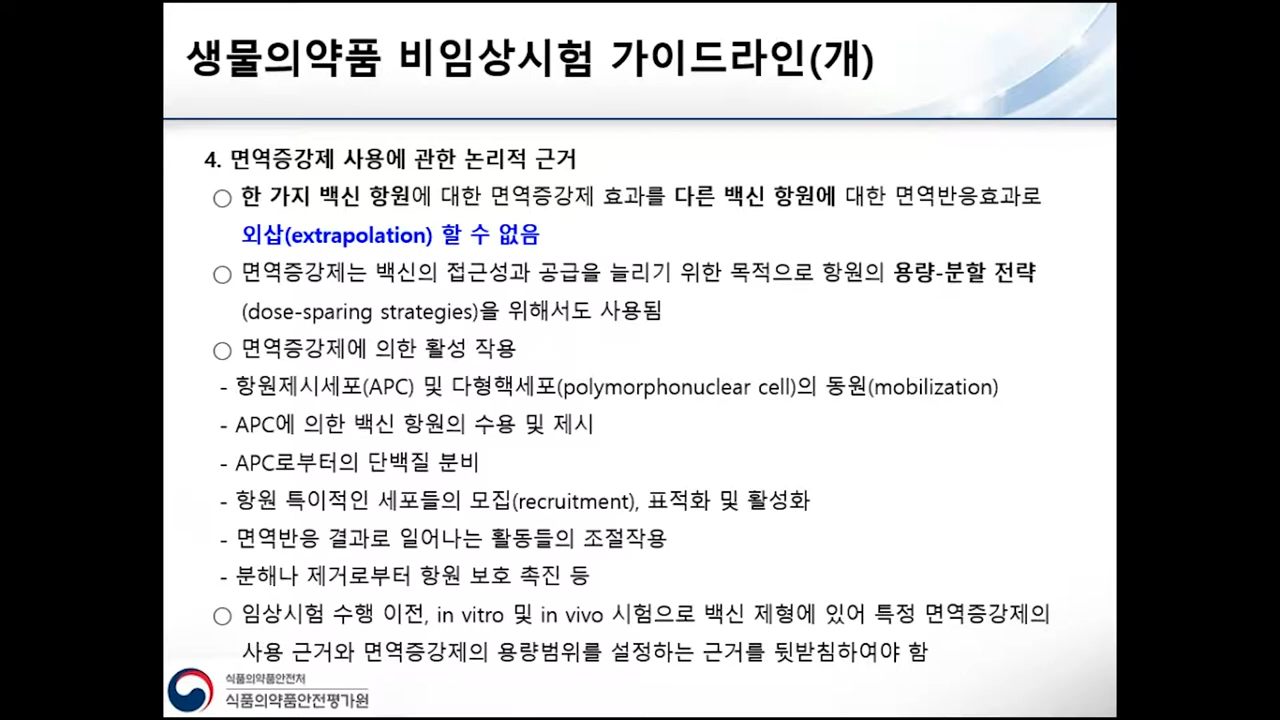 생물의약품 비임상시험 가이드라인(개)
4. 면역증강제 사용에 관한 논리적 근거
○ 한 가지 백신 항원에 대한 면역증강제 효과를 다른 백신 항원에 대한 면역반응효과로
외삽(extrapolation) 할 수 없음
○ 면역증강제는 백신의 접근성과 공급을 늘리기 위한 목적으로 항원의 용량-분할 전략
(dose-sparing strategies)을 위해서도 사용됨
○ 면역증강제에 의한 활성 작용
- 항원제시세포(APC) 및 다형핵세포(polymorphonuclear cell)의 동원(mobilization)
- APC에 의한 백신 항원의 수용 및 제시
- APC로부터의 단백질 분비
- 항원 특이적인 세포들의 모집(recruitment), 표적화 및 활성화
- 면역반응 결과로 일어나는 활동들의 조절작용
- 분해나 제거로부터 항원 보호 촉진 등
○ 임상시험 수행 이전, in vitro 및 in vivo 시험으로 백신 제형에 있어 특정 면역증강제의
사용 근거와 면역증강제의 용량범위를 설정하는 근거를 뒷받침하여야 함
식품의약품안전처
식품의약품안전평가원